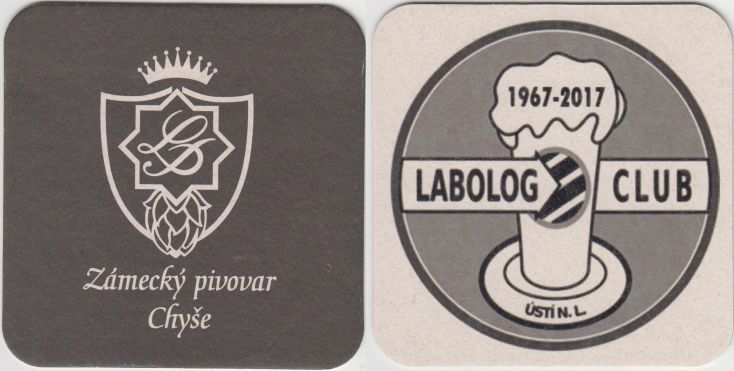 Zámecký pivovar
Chyše
1967-2017
LABOLOG CLUB
ÚSTÍ N. L.